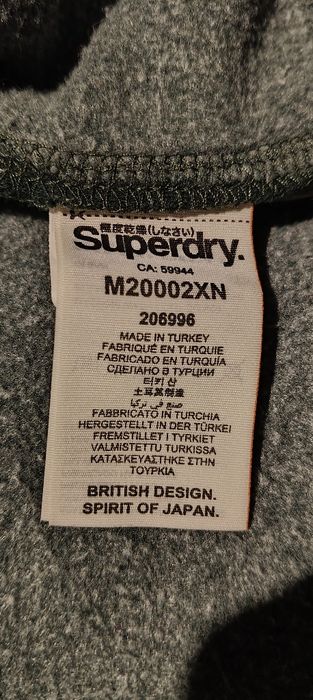 極度乾燥(しなさい)
Superdry.
CA: 59944
M20002XN
206996
MADE IN TURKEY
FABRIQUÉ EN TURQUIE
FABRICADO EN TURQUÍA
СДЕЛАНО В ТУРЦИИ
터키 산
土耳其制造
صنع في تركيا
FABBRICATO IN TURCHIA
HERGESTELLT IN DER TÜRKEI
FREMSTILLET I TYRKIET
VALMISTETTU TURKISSA
ΚΑΤΑΣΚΕΥΑΣΤΗΚΕ ΣΤΗΝ
ΤΟΥΡΚΙΑ
BRITISH DESIGN.
SPIRIT OF JAPAN.